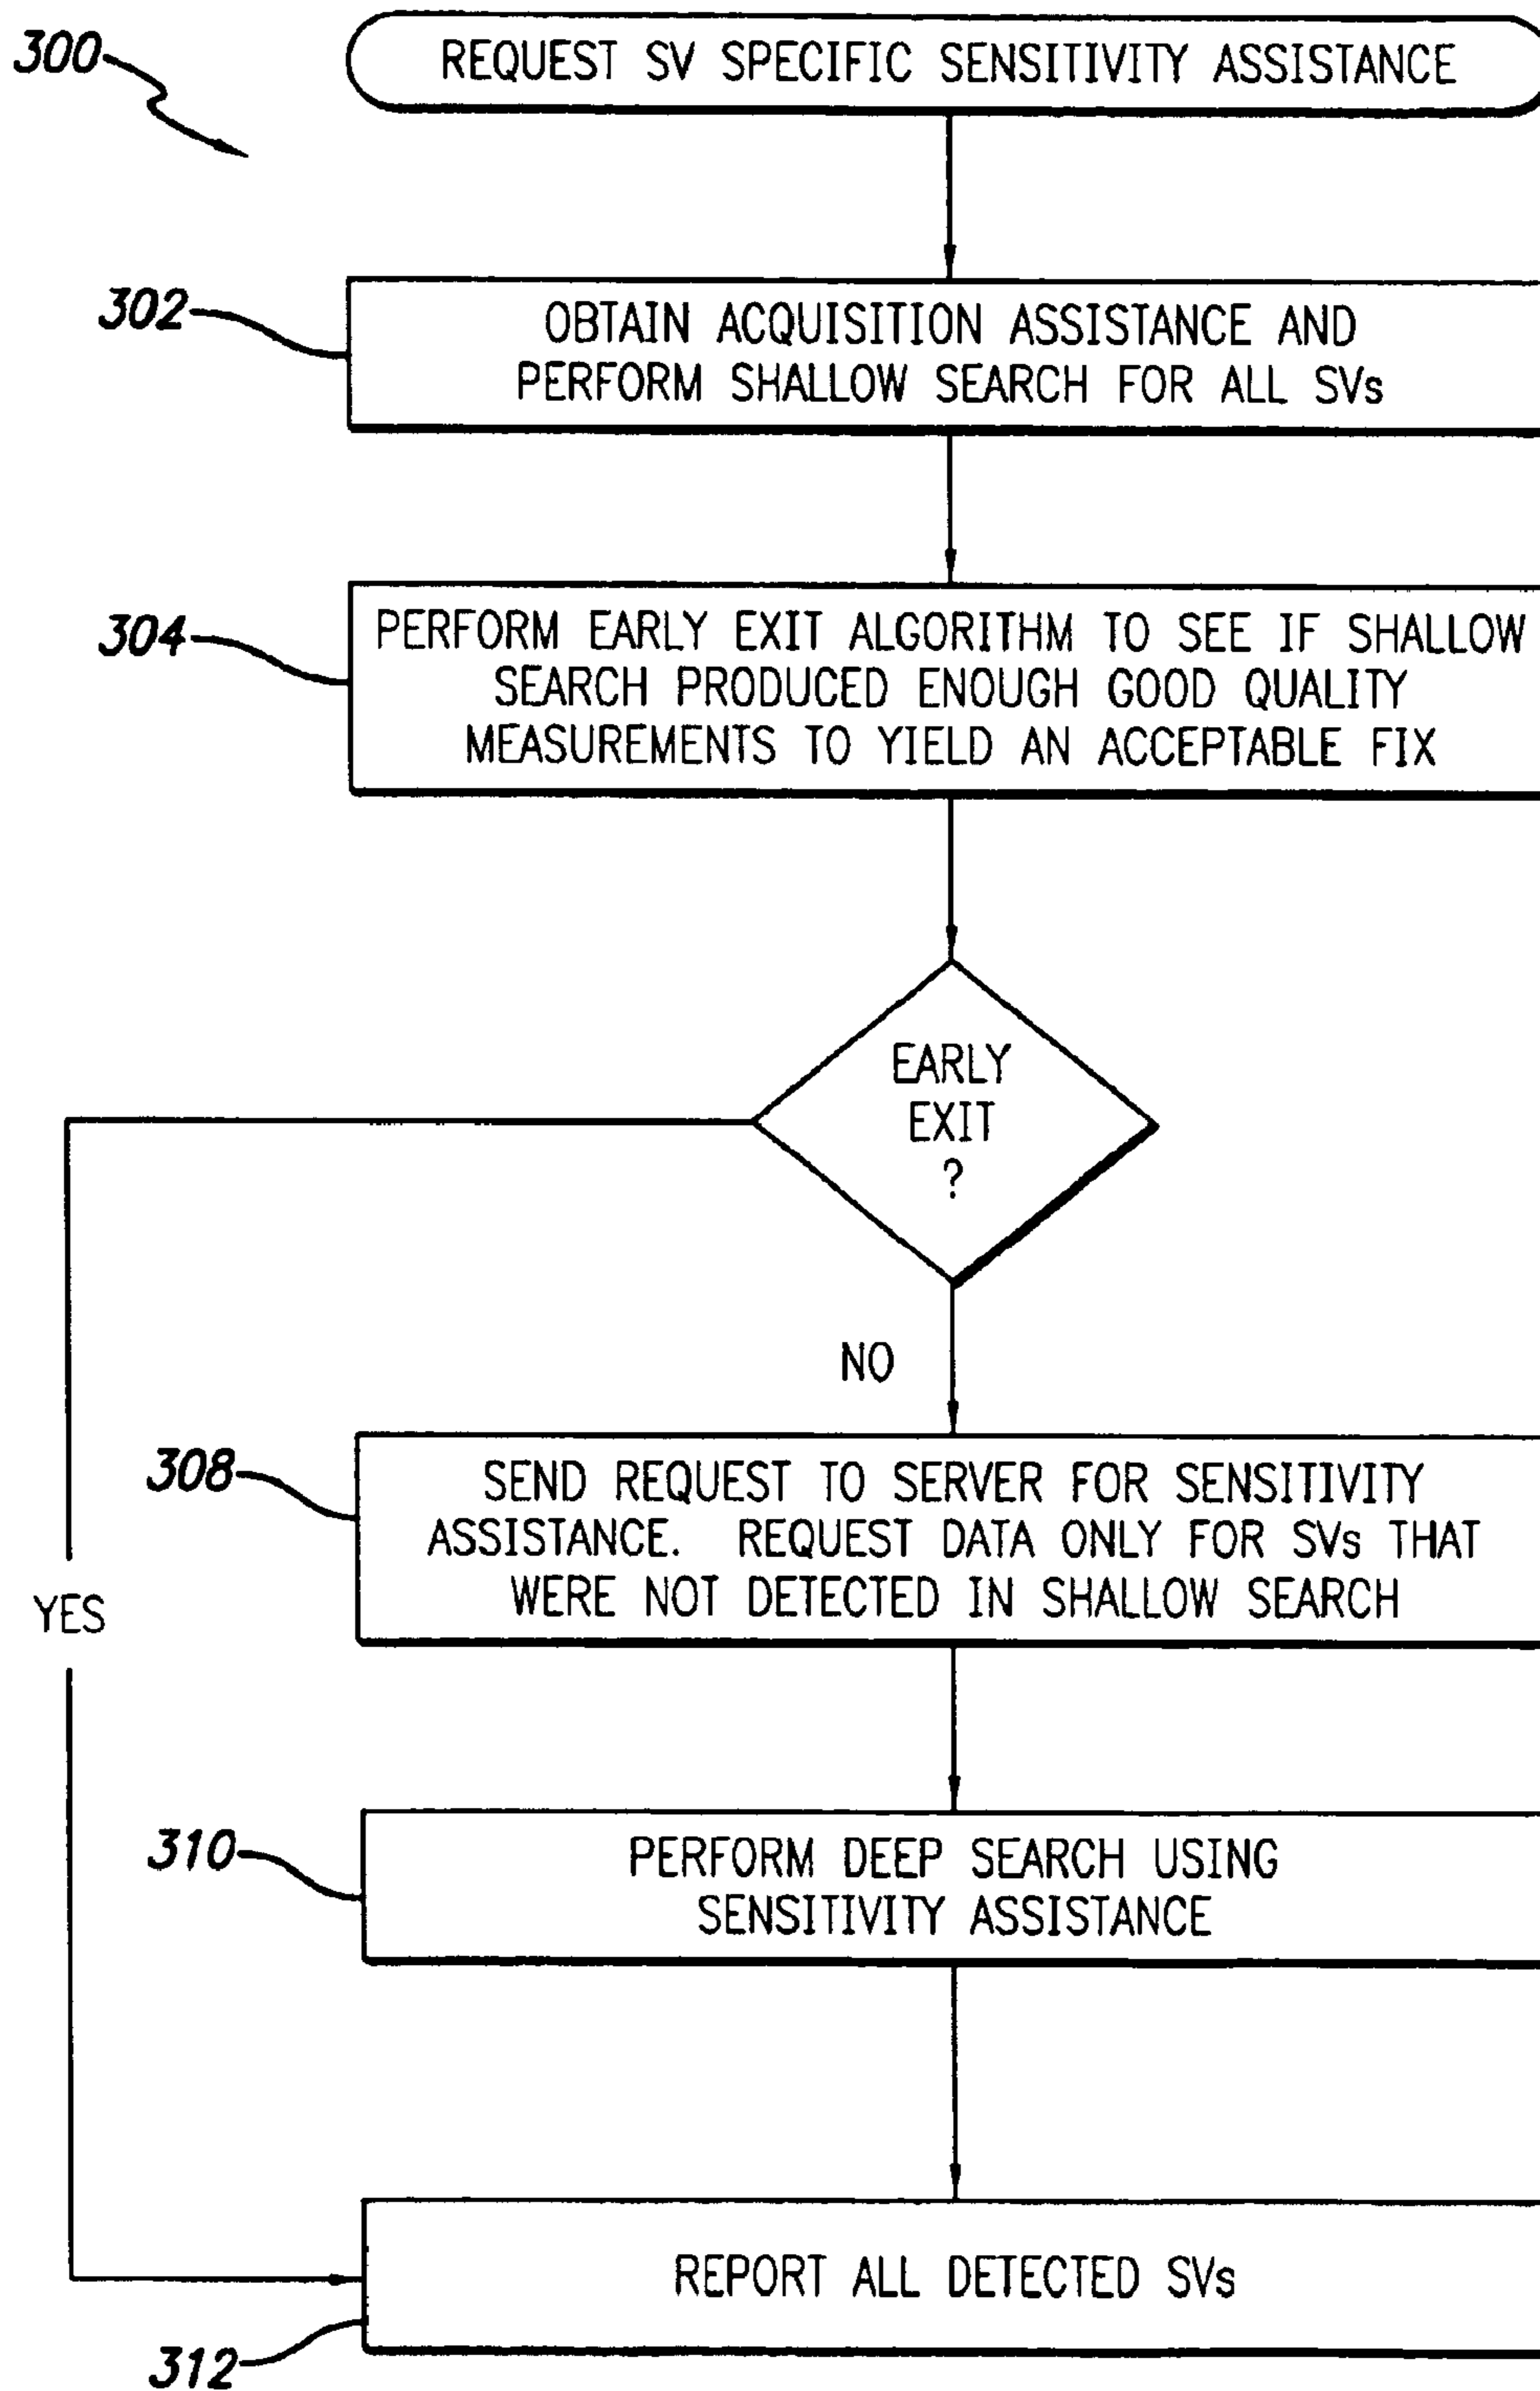 300
REQUEST SV SPECIFIC SENSITIVITY ASSISTANCE
302
OBTAIN ACQUISITION ASSISTANCE AND
PERFORM SHALLOW SEARCH FOR ALL SVs
304
PERFORM EARLY EXIT ALGORITHM TO SEE IF SHALLOW
SEARCH PRODUCED ENOUGH GOOD QUALITY
MEASUREMENTS TO YIELD AN ACCEPTABLE FIX
EARLY
EXIT
?
NO
308
SEND REQUEST TO SERVER FOR SENSITIVITY
ASSISTANCE. REQUEST DATA ONLY FOR SVs THAT
WERE NOT DETECTED IN SHALLOW SEARCH
YES
310
PERFORM DEEP SEARCH USING
SENSITIVITY ASSISTANCE
REPORT ALL DETECTED SVs
312